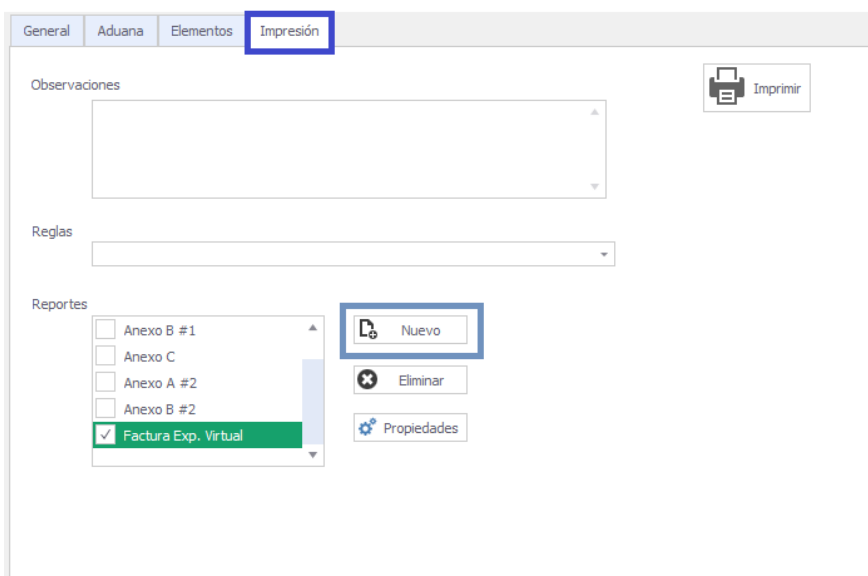 General Aduana Elementos Impresión
Observaciones
Imprimir
Reglas
Reportes
Anexo B #1
Anexo C
Anexo A #2
Anexo B #2
Factura Exp. Virtual
Nuevo
Eliminar
Propiedades